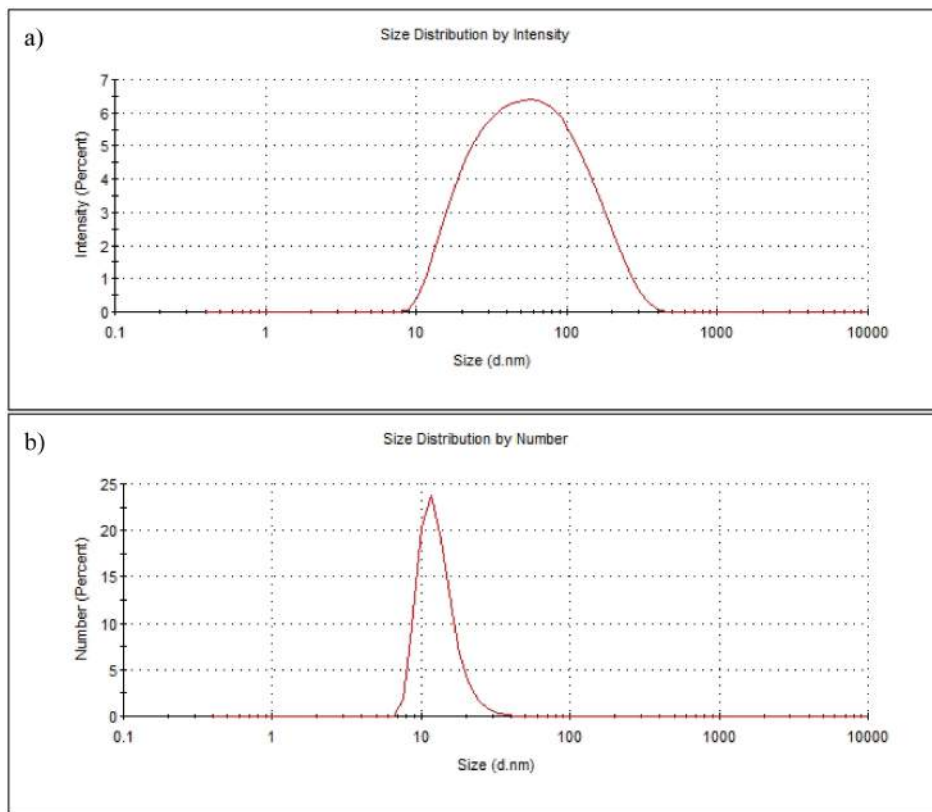 a)
Size Distribution by Intensity
7
6
5
4
3
2
1
0
Intensity (Percent)
0.1 1 10 100 1000 10000
Size (d.nm)
b)
Size Distribution by Number
25
20
15
10
5
0
Number (Percent)
0.1 1 10 100 1000 10000
Size (d.nm)